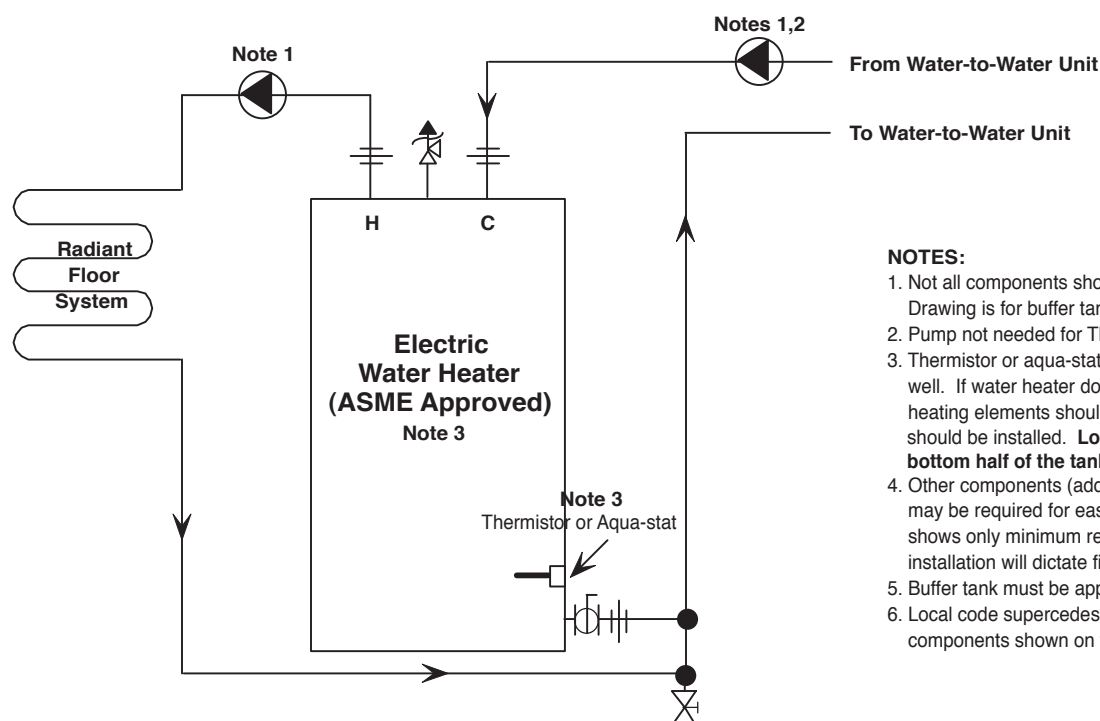 Notes 1,2
Note 1
From Water-to-Water Unit
To Water-to-Water Unit
H
C
Radiant
Floor
System
Electric
Water Heater
(ASME Approved)
Note 3
Note 3
Thermistor or Aqua-stat
NOTES:
1. Not all components sho
Drawing is for buffer tan
2. Pump not needed for Th
3. Thermistor or aqua-stat
well. If water heater do
heating elements shoul
should be installed. Lo
bottom half of the tank
4. Other components (add
may be required for eas
shows only minimum re
installation will dictate fi
5. Buffer tank must be app
6. Local code supercedes
components shown on